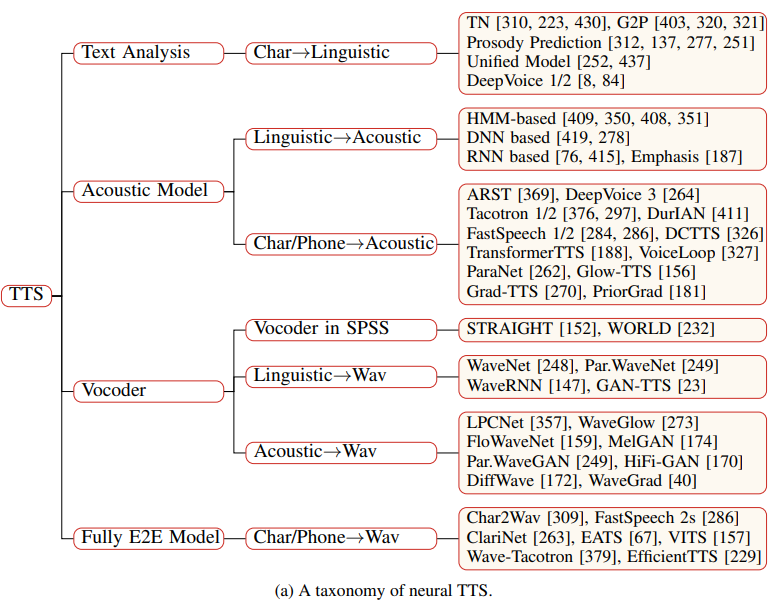 TTS
Text Analysis
Char→Linguistic
TN [310, 223, 430], G2P [403, 320, 321]
Prosody Prediction [312, 137, 277, 251]
Unified Model [252, 437]
DeepVoice 1/2 [8, 84]
Acoustic Model
Linguistic→Acoustic
HMM-based [409, 350, 408, 351]
DNN based [419, 278]
RNN based [76, 415], Emphasis [187]
Char/Phone→Acoustic
ARST [369], DeepVoice 3 [264]
Tacotron 1/2 [376, 297], DurIAN [411]
FastSpeech 1/2 [284, 286], DCTTS [326]
TransformerTTS [188], VoiceLoop [327]
ParaNet [262], Glow-TTS [156]
Grad-TTS [270], PriorGrad [181]
Vocoder
Vocoder in SPSS
STRAIGHT [152], WORLD [232]
Linguistic→Wav
WaveNet [248], Par.WaveNet [249]
WaveRNN [147], GAN-TTS [23]
Acoustic→Wav
LPCNet [357], WaveGlow [273]
FloWaveNet [159], MelGAN [174]
Par.WaveGAN [249], HiFi-GAN [170]
DiffWave [172], WaveGrad [40]
Fully E2E Model
Char/Phone→Wav
Char2Wav [309], FastSpeech 2s [286]
ClariNet [263], EATS [67], VITS [157]
Wave-Tacotron [379], EfficientTTS [229]
(a) A taxonomy of neural TTS.